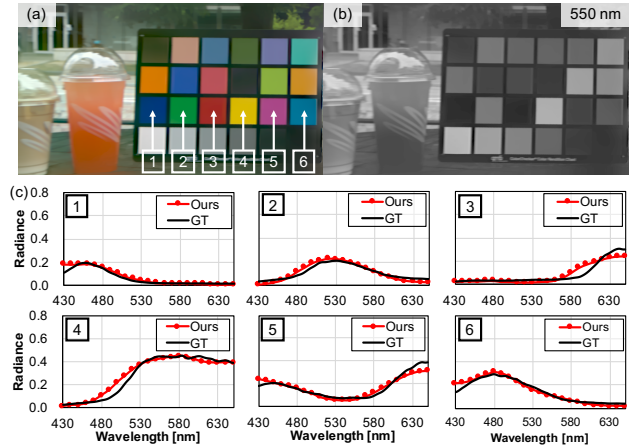 (a)
1 2 3 4 5 6
(b)
550 nm
(c)
Radiance
0.8
0.6
0.4
0.2
0.0
1
Ours
GT
430 480 530 580 630
2
Ours
GT
430 480 530 580 630
3
Ours
GT
430 480 530 580 630
Radiance
0.8
0.6
0.4
0.2
0.0
4
Ours
GT
430 480 530 580 630
Wavelength [nm]
5
Ours
GT
430 480 530 580 630
Wavelength [nm]
6
Ours
GT
430 480 530 580 630
Wavelength [nm]